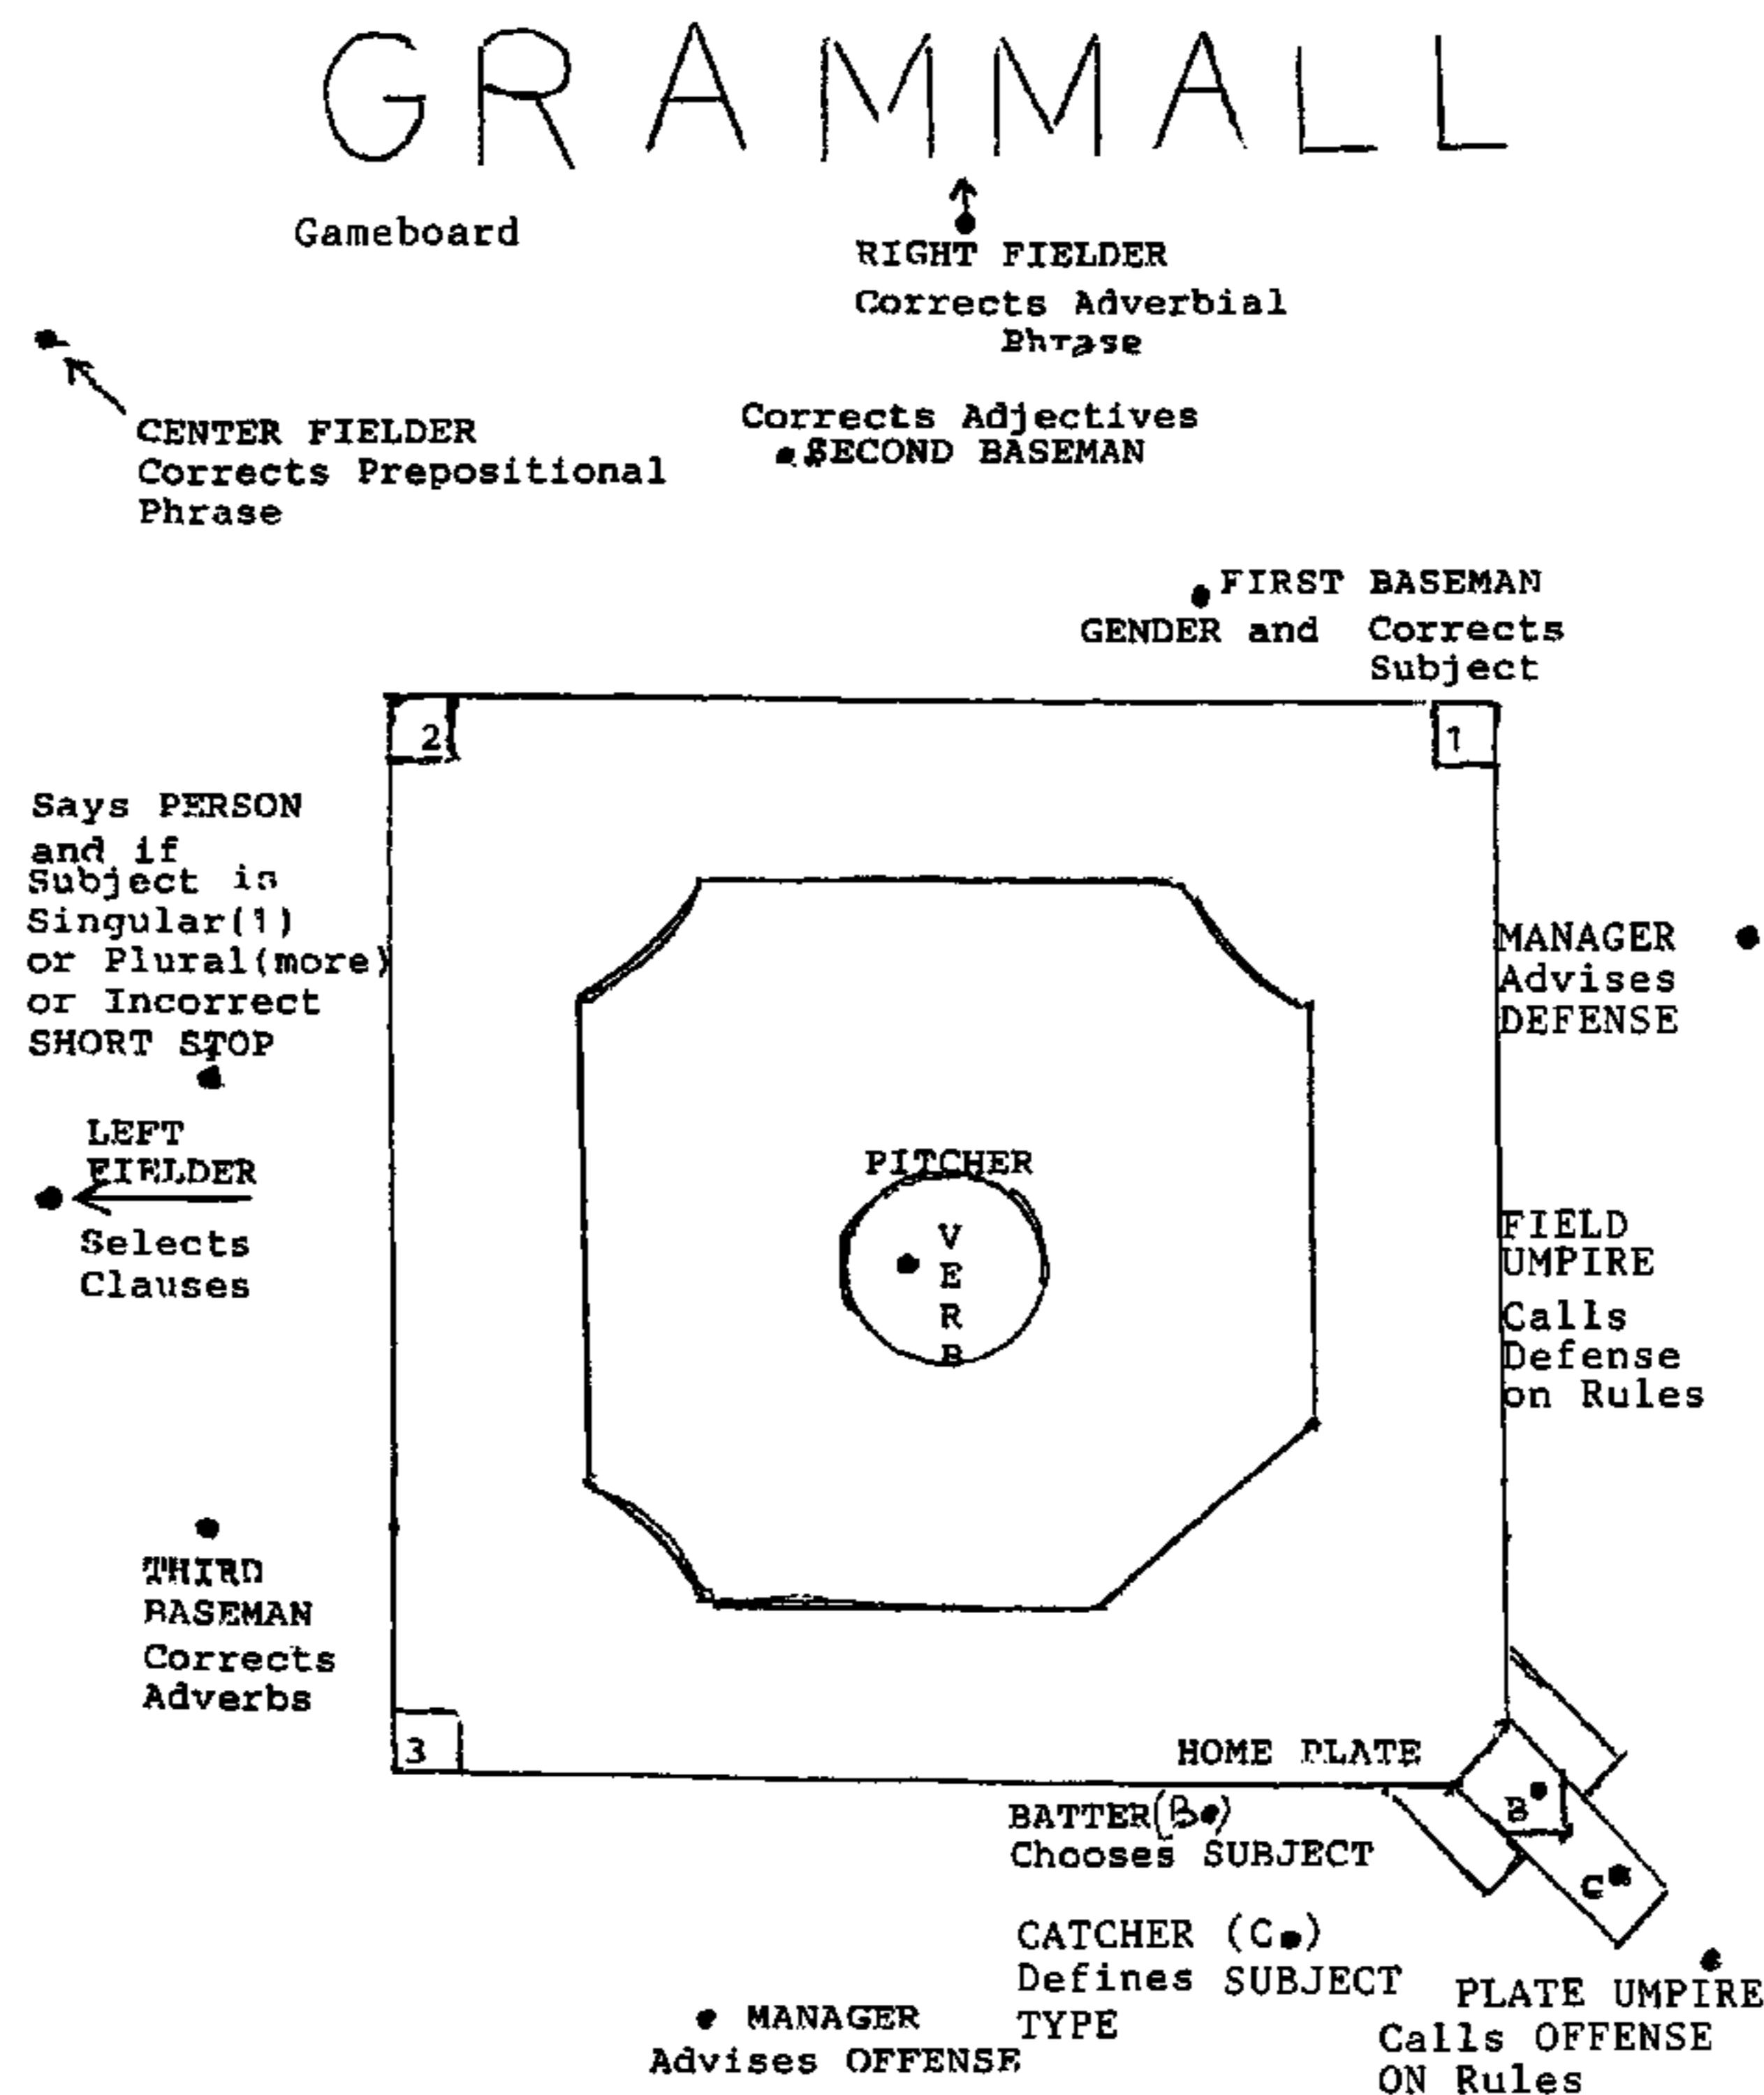 GRAMMALL
Gameboard
RIGHT FIELDER
Corrects Adverbial
Phrase
CENTER FIELDER
Corrects Prepositional
Phrase
Corrects Adjectives
SECOND BASEMAN
FIRST BASEMAN
GENDER and Corrects
Subject
2
1
Says PERSON
and if
Subject is
Singular(1)
or Plural(more)
or Incorrect
SHORT STOP
MANAGER
Advises
DEFENSE
LEFT
FIELDER
Selects
Clauses
PITCHER
V
E
R
B
FIELD
UMPIRE
Calls
Defense
on Rules
THIRD
BASEMAN
Corrects
Adverbs
3
HOME PLATE
B
BATTER(B●)
Chooses SUBJECT
C
CATCHER (C●)
Defines SUBJECT
TYPE
PLATE UMPIRE
Calls OFFENSE
ON Rules
MANAGER
Advises OFFENSE